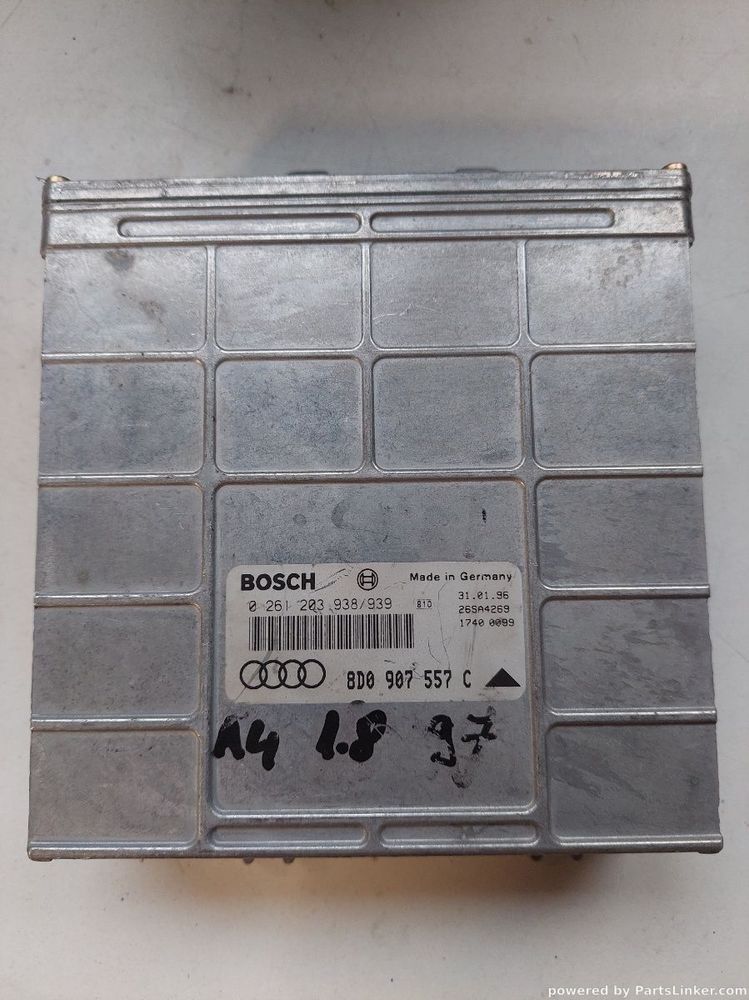 BOSCH
Made in Germany
0 261 203 938/939
810
31.01.96
26SA4269
1740 0099
8D0 907 557 C
A4 1.8 97
powered by PartsLinker.com